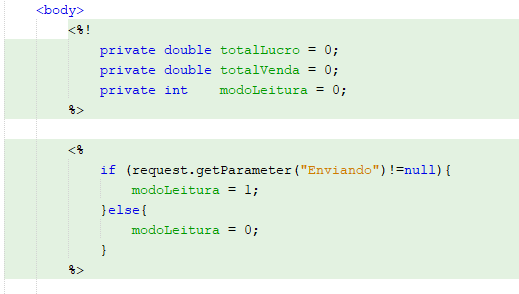 <body>
<%!
private double totalLucro = 0;
private double totalVenda = 0;
private int    modoLeitura = 0;
%>
<%
if (request.getParameter("Enviando")!=null){
modoLeitura = 1;
}else{
modoLeitura = 0;
}
%>